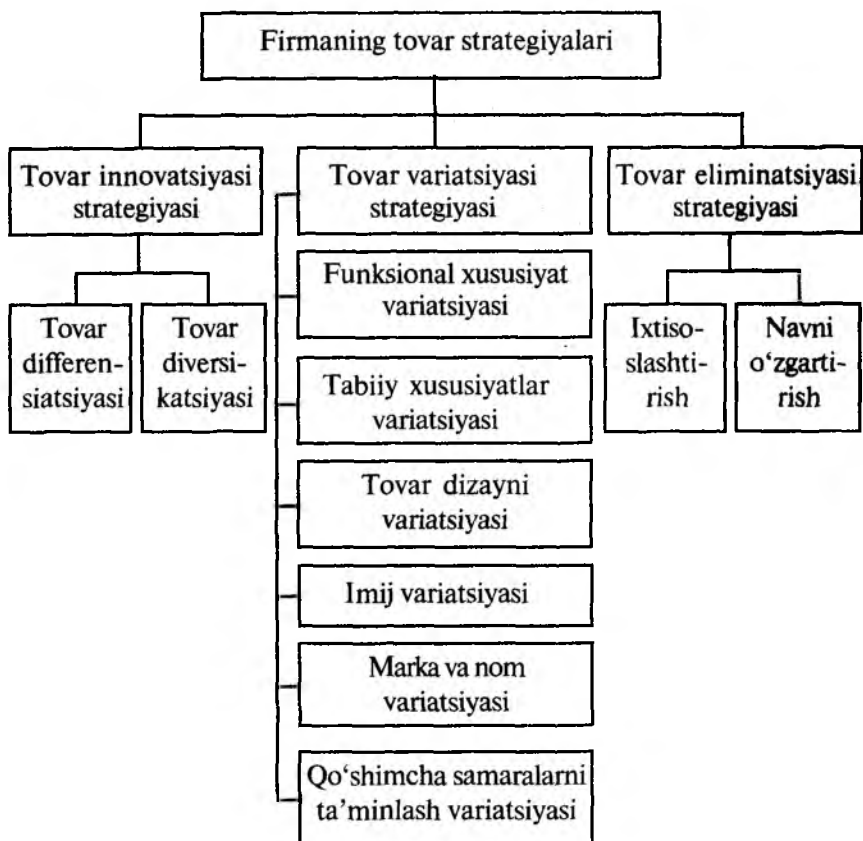 Firmaning tovar strategiyalari
Tovar innovatsiyasi
strategiyasi
Tovar
differen-
siatsiyasi
Tovar
diversi-
katsiyasi
Tovar variatsiyasi
strategiyasi
Funksional xususiyat
variatsiyasi
Tabiiy xususiyatlar
variatsiyasi
Tovar dizayni
variatsiyasi
Imij variatsiyasi
Marka va nom
variatsiyasi
Qo‘shimcha samaralarni
ta’minlash variatsiyasi
Tovar eliminatsiyasi
strategiyasi
Ixtiso-
slashti-
rish
Navni
o‘zgarti-
rish